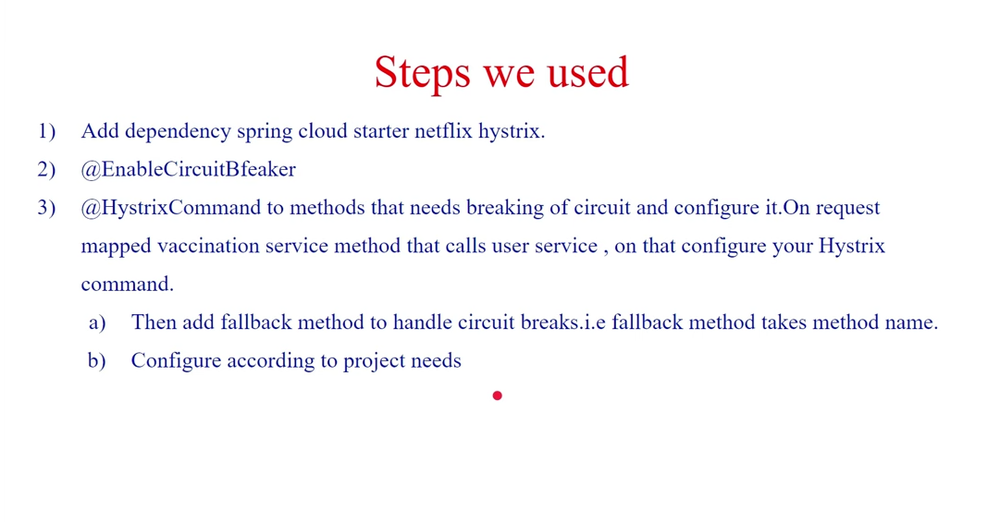 Steps we used
1) Add dependency spring cloud starter netflix hystrix.
2) @EnableCircuitBfeaker
3) @HystrixCommand to methods that needs breaking of circuit and configure it.On request
mapped vaccination service method that calls user service , on that configure your Hystrix
command.
a) Then add fallback method to handle circuit breaks.i.e fallback method takes method name.
b) Configure according to project needs